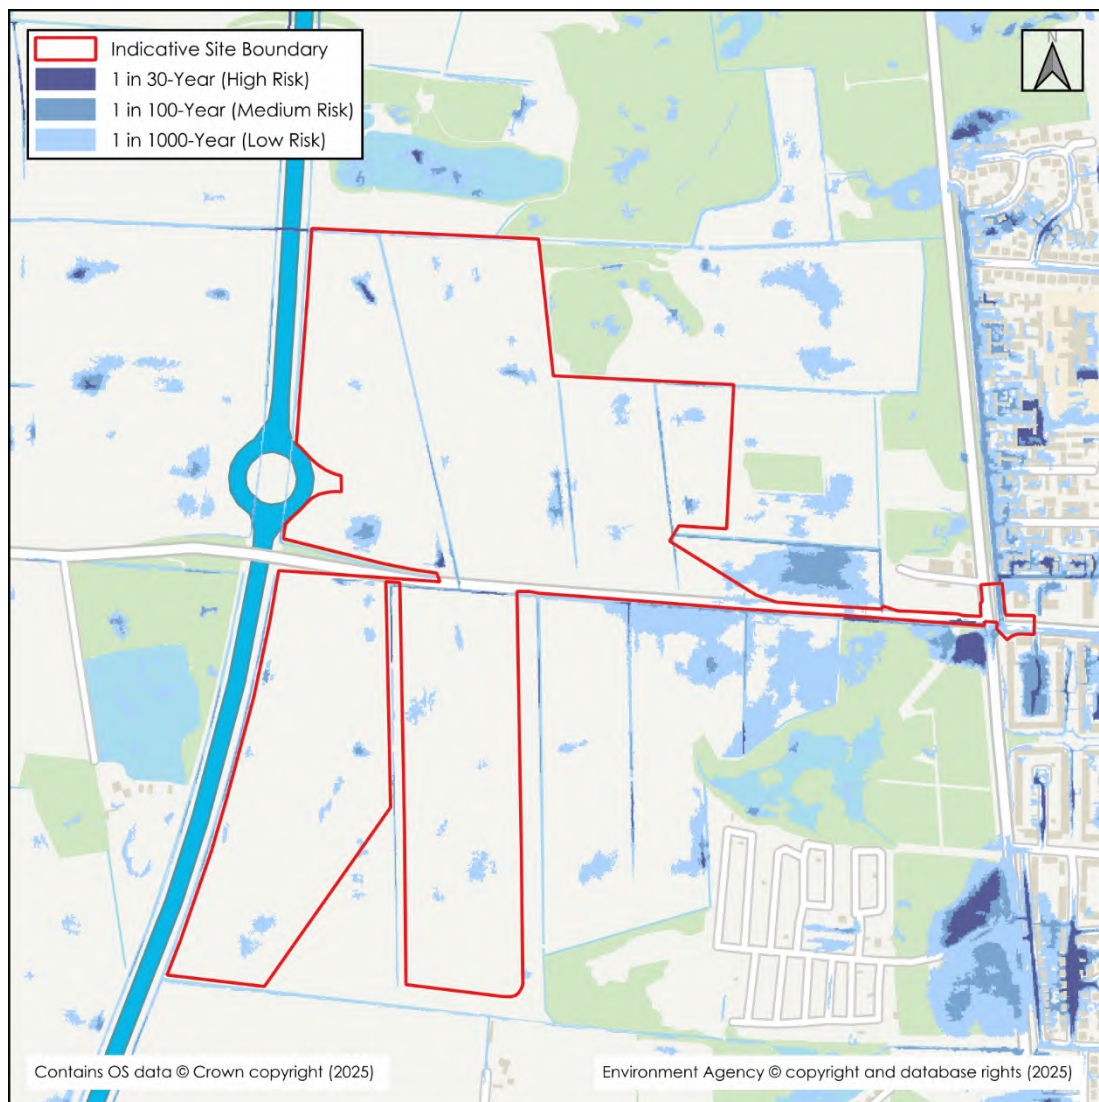 Indicative Site Boundary
1 in 30-Year (High Risk)
1 in 100-Year (Medium Risk)
1 in 1000-Year (Low Risk)
N
Contains OS data © Crown copyright (2025)
Environment Agency © copyright and database rights (2025)